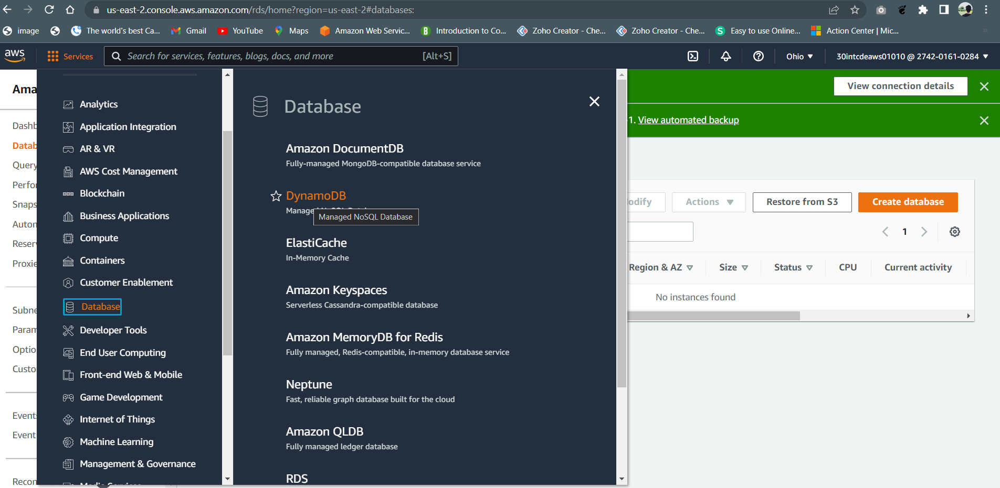 us-east-2.console.aws.amazon.com/rds/home?region=us-east-2#databases:
image
The world's best Ca...
Gmail
YouTube
Maps
Amazon Web Servic...
Introduction to Co...
Zoho Creator - Che...
Zoho Creator - Che...
Easy to use Online...
Action Center | Mic...
aws
Services
Search for services, features, blogs, docs, and more
[Alt+S]
Ohio
30intcdeaws01010 @ 2742-0161-0284
Ama
Dashb
Datab
Query
Perfor
Snaps
Auton
Reser
Proxie
Subne
Param
Optio
Custo
Event
Event
Recon
Analytics
Application Integration
AR & VR
AWS Cost Management
Blockchain
Business Applications
Compute
Containers
Customer Enablement
Database
Developer Tools
End User Computing
Front-end Web & Mobile
Game Development
Internet of Things
Machine Learning
Management & Governance
Media Services
Database
Amazon DocumentDB
Fully-managed MongoDB-compatible database service
DynamoDB
Manage
Managed NoSQL Database
ElastiCache
In-Memory Cache
Amazon Keyspaces
Serverless Cassandra-compatible database
Amazon MemoryDB for Redis
Fully managed, Redis-compatible, in-memory database service
Neptune
Fast, reliable graph database built for the cloud
Amazon QLDB
Fully managed ledger database
RDS
View connection details
-1. View automated backup
odify
Actions
Restore from S3
Create database
1
Region & AZ
Size
Status
CPU
Current activity
No instances found